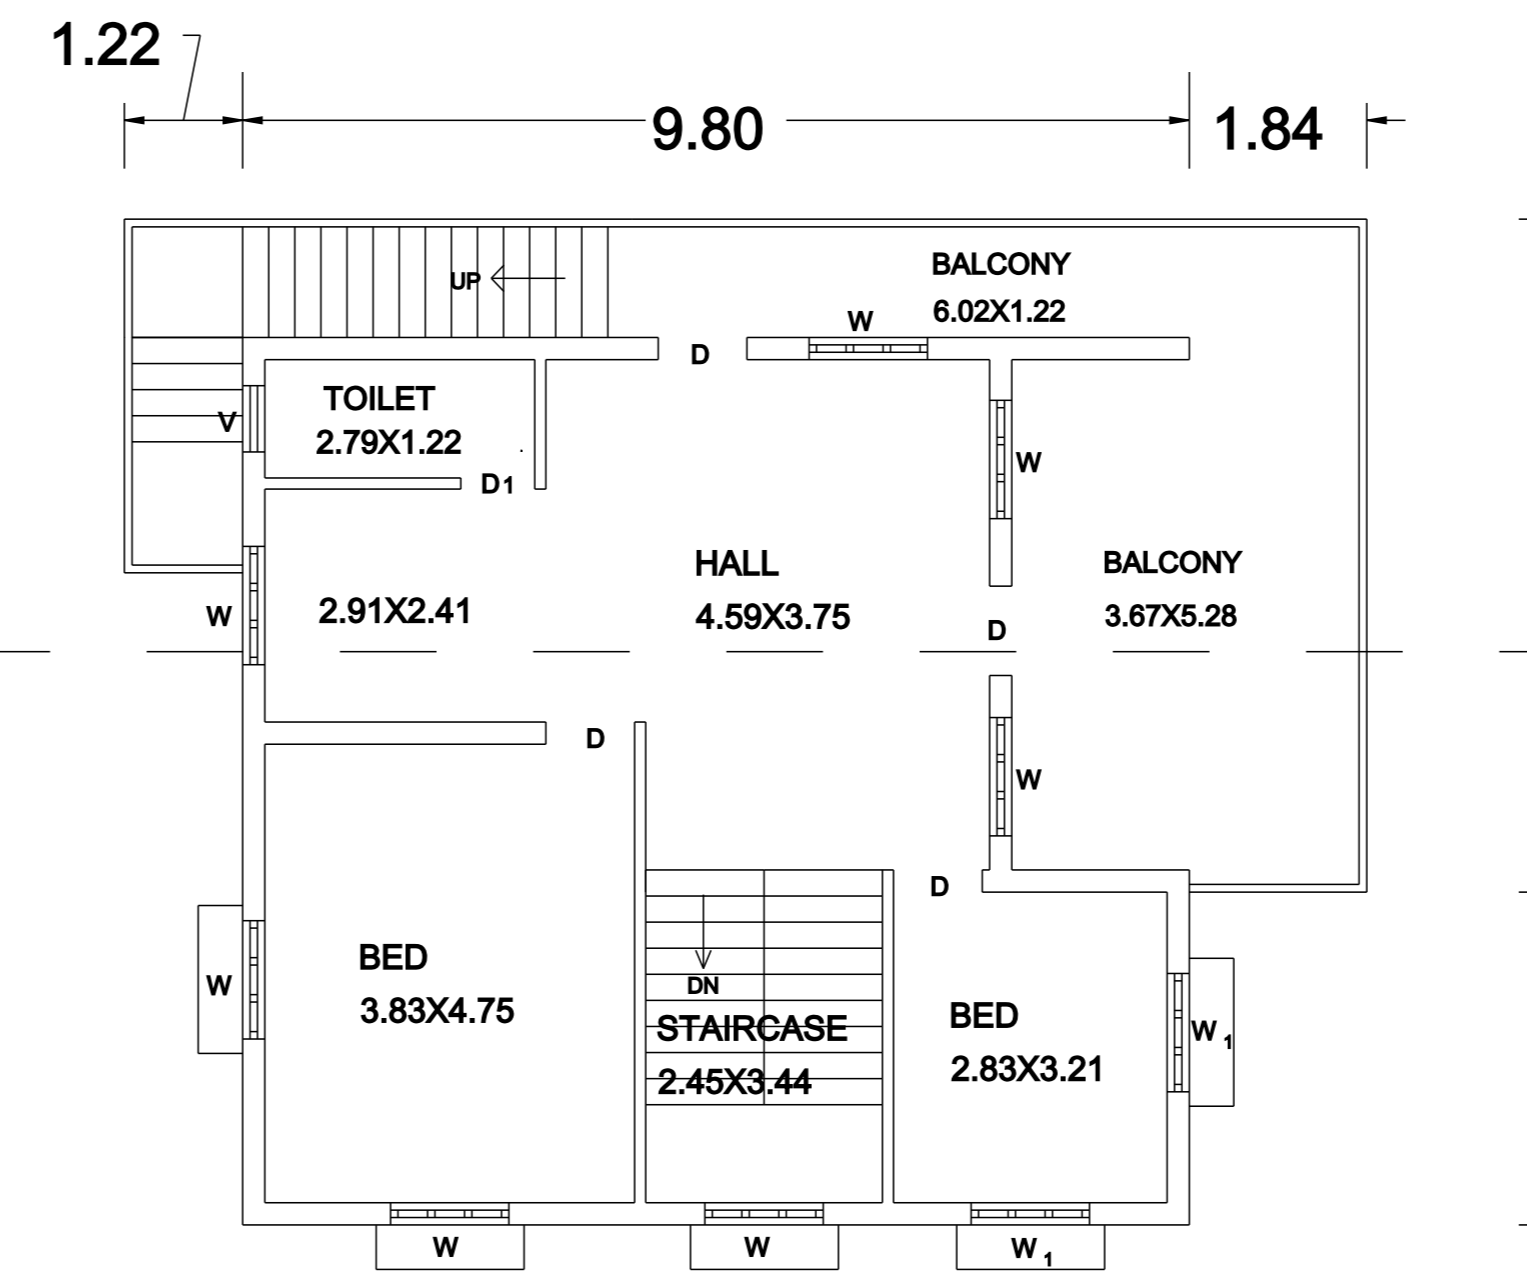 1.22
9.80
1.84
BALCONY
6.02X1.22
UP
W
D
TOILET
2.79X1.22
V
D1
W
HALL
4.59X3.75
BALCONY
3.67X5.28
2.91X2.41
W
D
D
W
D
BED
3.83X4.75
W
DN
STAIRCASE
2.45X3.44
BED
2.83X3.21
W1
W
W
W1